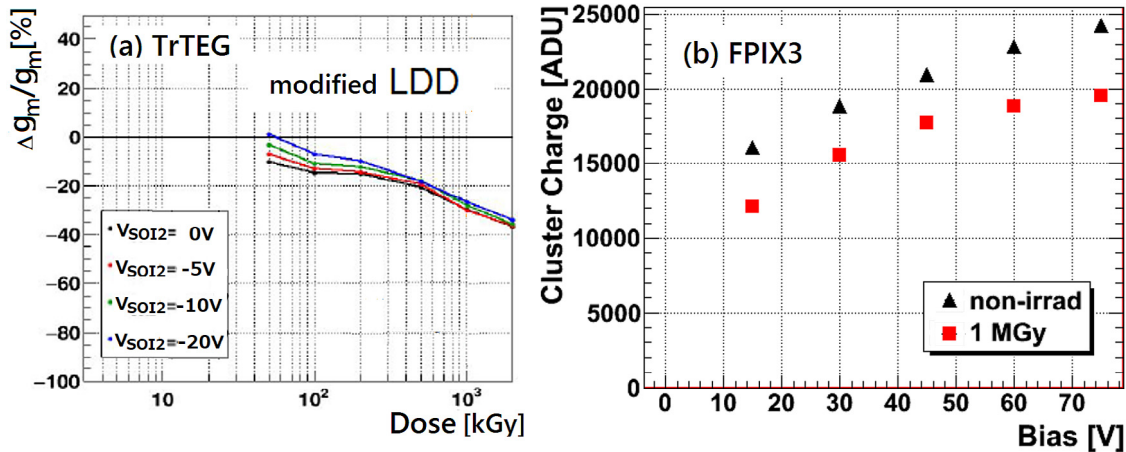 (a) TrTEG
modified LDD
Δgm/gm[%]
40
20
0
−20
−40
−60
−80
−100
VSOI2= 0V
VSOI2= -5V
VSOI2=-10V
VSOI2=-20V
10
10²
10³
Dose [kGy]
(b) FPIX3
Cluster Charge [ADU]
25000
20000
15000
10000
5000
0
non-irrad
1 MGy
0 10 20 30 40 50 60 70
Bias [V]